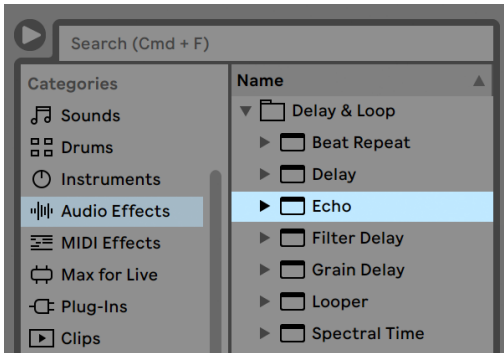 Search (Cmd + F)
Categories
Sounds
Drums
Instruments
Audio Effects
MIDI Effects
Max for Live
Plug-Ins
Clips
Name
Delay & Loop
Beat Repeat
Delay
Echo
Filter Delay
Grain Delay
Looper
Spectral Time